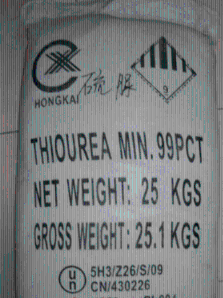 硫脲
9
HONGKAI
THIOUREA MIN. 99PCT
NET WEIGHT: 25 KGS
GROSS WEIGHT: 25.1 KGS
un
5H3/Z26/S/09
CN/430226